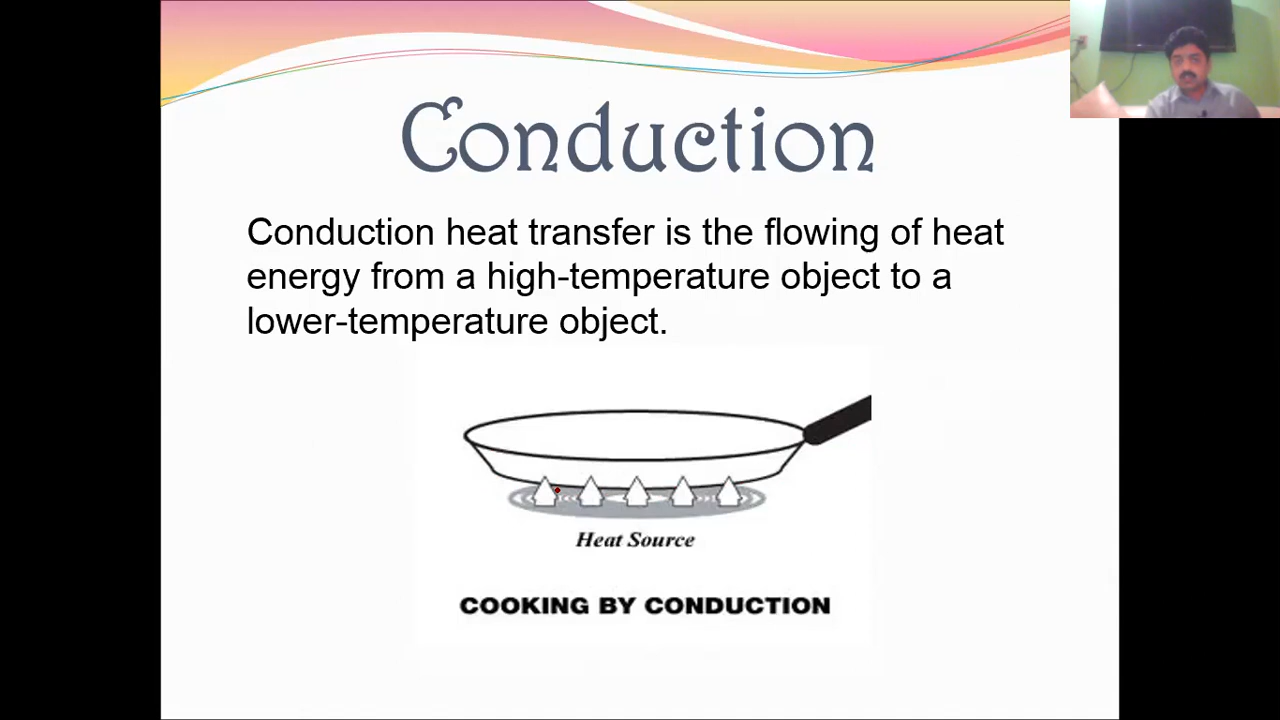 Conduction
Conduction heat transfer is the flowing of heat
energy from a high-temperature object to a
lower-temperature object.
Heat Source
COOKING BY CONDUCTION